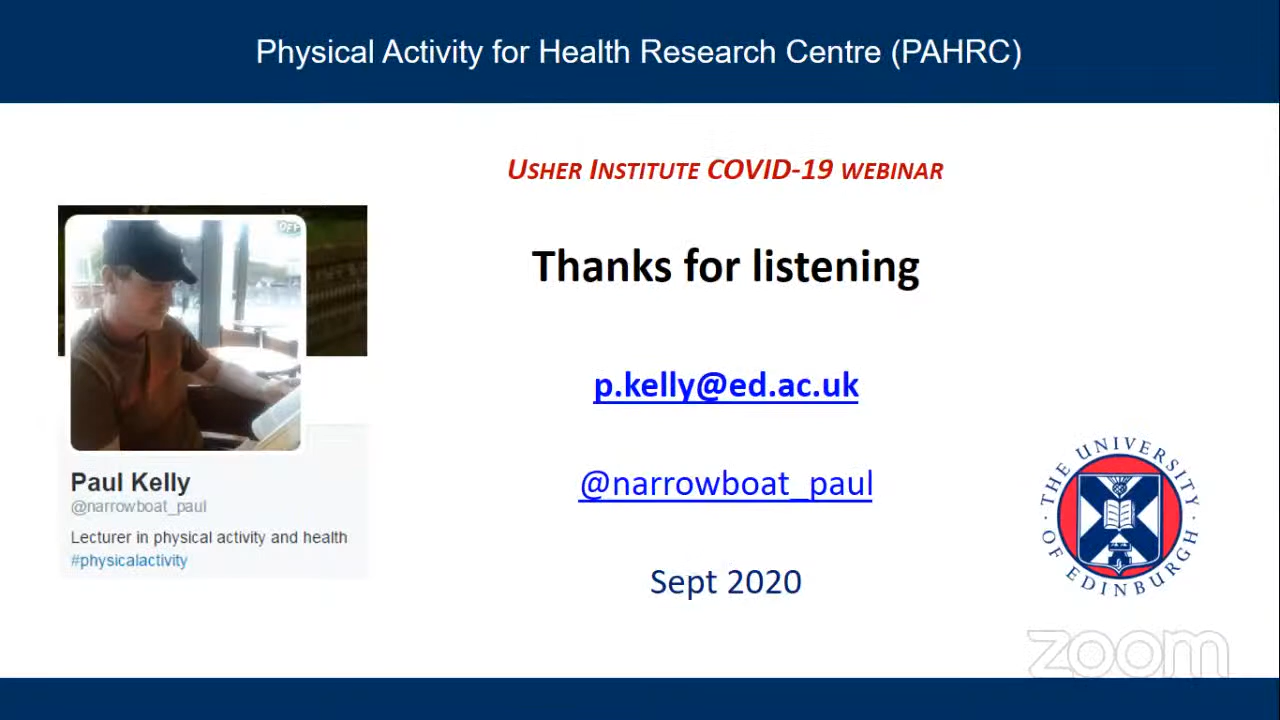 Physical Activity for Health Research Centre (PAHRC)
USHER INSTITUTE COVID-19 WEBINAR
Thanks for listening
p.kelly@ed.ac.uk
@narrowboat_paul
Sept 2020
OFF
Paul Kelly
@narrowboat_paul
Lecturer in physical activity and health
#physicalactivity
THE UNIVERSITY OF EDINBURGH
zoom